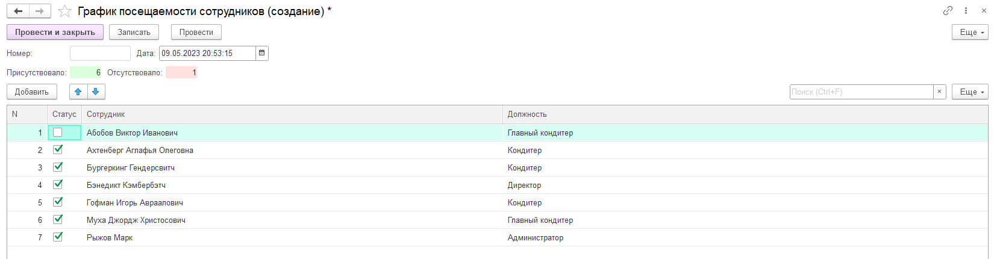 График посещаемости сотрудников (создание) *
Провести и закрыть Записать Провести Еще
Номер: Дата: 09.05.2023 20:53:15
Присутствовало: 6 Отсутствовало: 1
Добавить Поиск (Ctrl+F) × Еще
N Статус Сотрудник Должность
1 Абобов Виктор Иванович Главный кондитер
2 Ахтенберг Аглафья Олеговна Кондитер
3 Бургеркинг Гендерсвитч Кондитер
4 Бэнедикт Кэмбербэтч Директор
5 Гофман Игорь Авраалович Кондитер
6 Муха Джордж Христосович Главный кондитер
7 Рыжов Марк Администратор